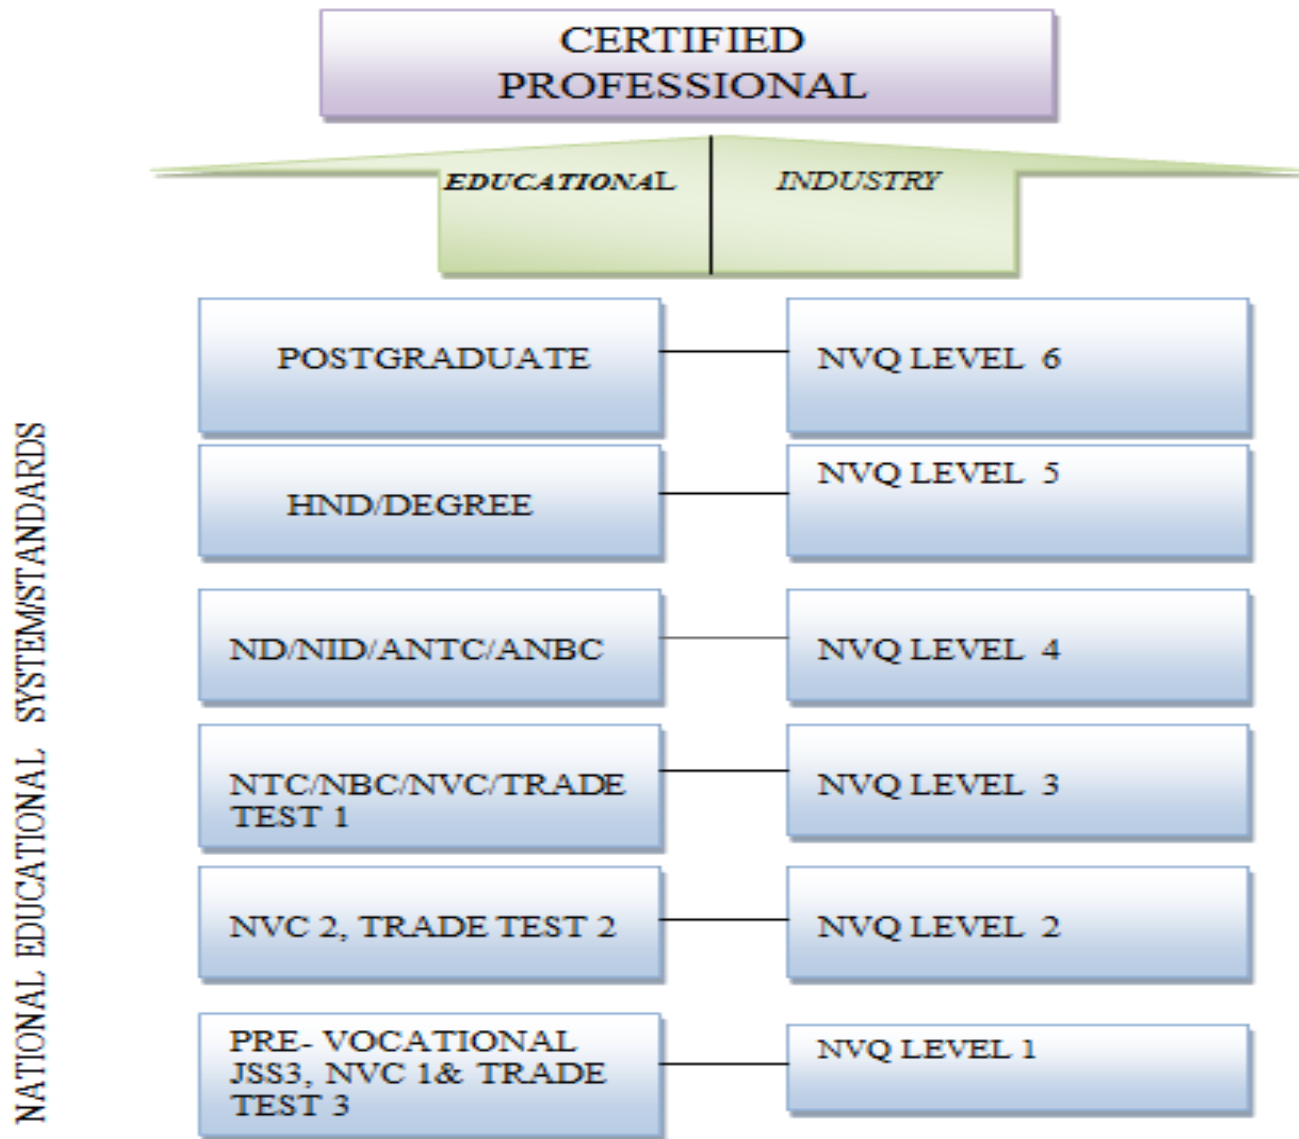 CERTIFIED
PROFESSIONAL
EDUCATIONAL
INDUSTRY
POSTGRADUATE
NVQ LEVEL 6
HND/DEGREE
NVQ LEVEL 5
ND/NID/ANTC/ANBC
NVQ LEVEL 4
NTC/NBC/NVC/TRADE
TEST 1
NVQ LEVEL 3
NVC 2, TRADE TEST 2
NVQ LEVEL 2
PRE- VOCATIONAL
JSS3, NVC 1& TRADE
TEST 3
NVQ LEVEL 1
NATIONAL EDUCATIONAL SYSTEM/STANDARDS